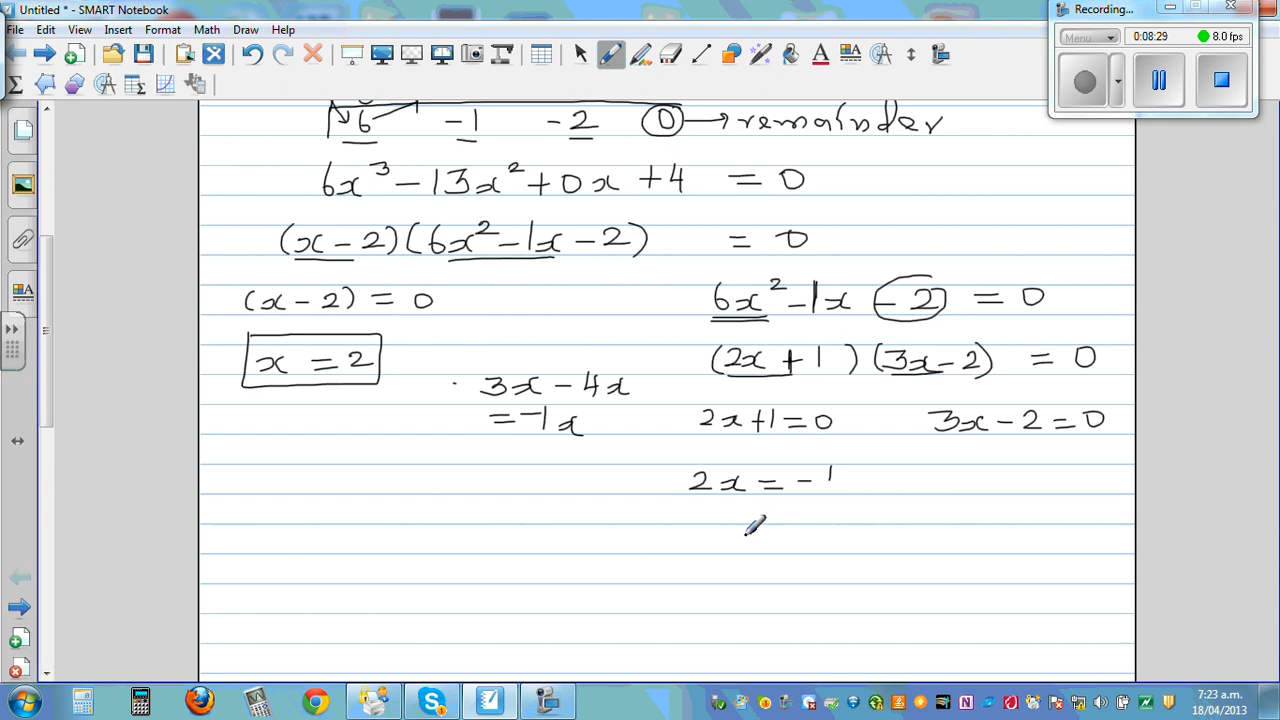 Untitled * - SMART Notebook
Recording...
File Edit View Insert Format Math Draw Help
Menu 0:08:29 8.0 fps
6 -1 -2 0 → remainder
6x³ - 13x² + 0x + 4 = 0
(x - 2)(6x² - 1x - 2) = 0
(x - 2) = 0
6x² - 1x - 2 = 0
x = 2
(2x + 1)(3x - 2) = 0
3x - 4x
= -1x
2x + 1 = 0 3x - 2 = 0
2x = -1
7:23 a.m.
18/04/2013